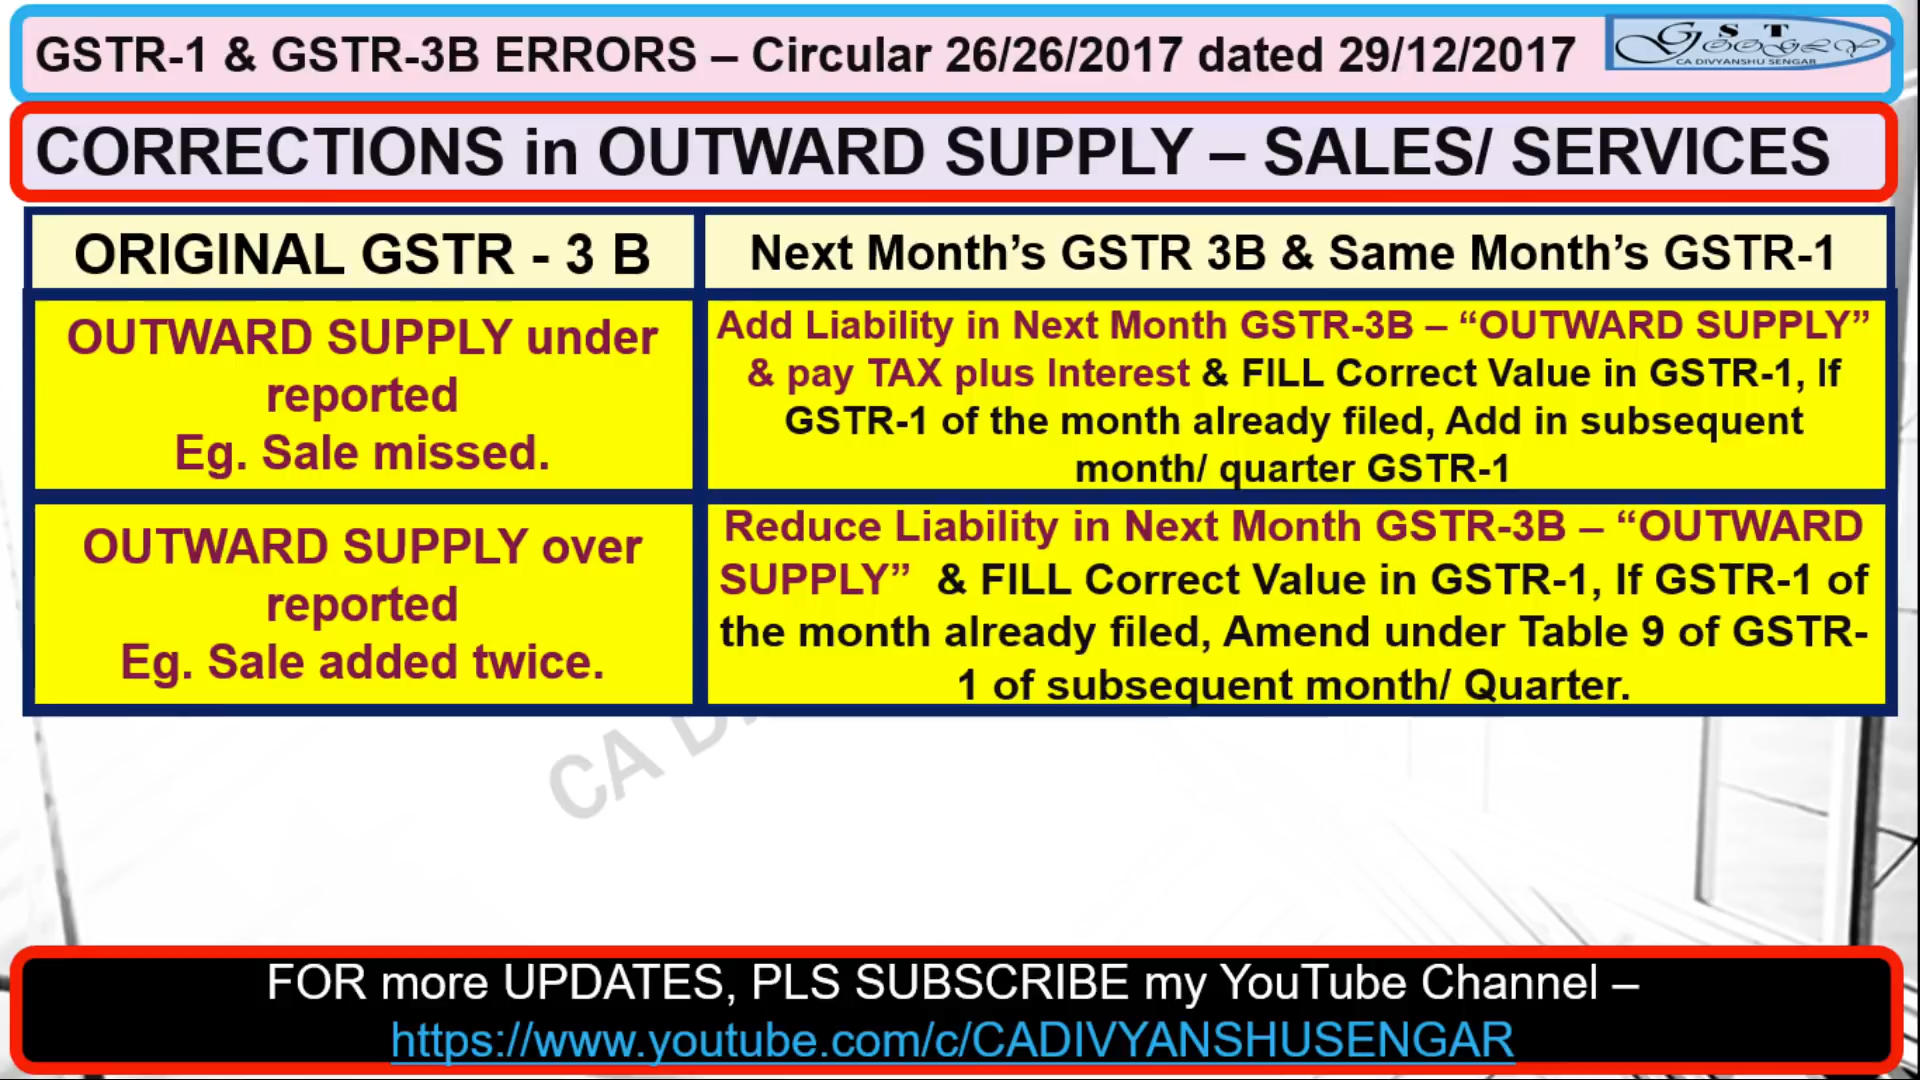 GSTR-1 & GSTR-3B ERRORS – Circular 26/26/2017 dated 29/12/2017
GST
GOOGLY
CA DIVYANSHU SENGAR
CORRECTIONS in OUTWARD SUPPLY – SALES/ SERVICES
ORIGINAL GSTR - 3 B
Next Month’s GSTR 3B & Same Month’s GSTR-1
OUTWARD SUPPLY under
reported
Eg. Sale missed.
Add Liability in Next Month GSTR-3B – “OUTWARD SUPPLY”
& pay TAX plus Interest & FILL Correct Value in GSTR-1, If
GSTR-1 of the month already filed, Add in subsequent
month/ quarter GSTR-1
OUTWARD SUPPLY over
reported
Eg. Sale added twice.
Reduce Liability in Next Month GSTR-3B – “OUTWARD
SUPPLY” & FILL Correct Value in GSTR-1, If GSTR-1 of
the month already filed, Amend under Table 9 of GSTR-
1 of subsequent month/ Quarter.
CA
FOR more UPDATES, PLS SUBSCRIBE my YouTube Channel –
https://www.youtube.com/c/CADIVYANSHUSENGAR